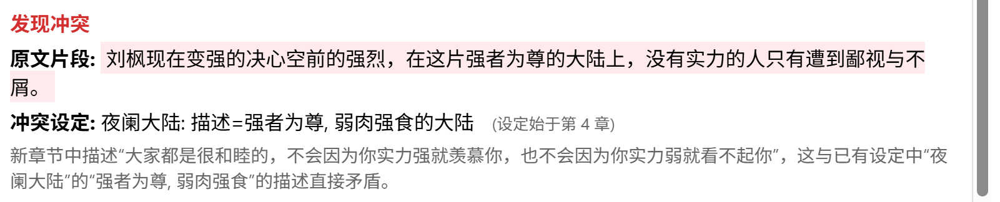 发现冲突
原文片段: 刘枫现在变强的决心空前的强烈，在这片强者为尊的大陆上，没有实力的人只有遭到鄙视与不
屑。
冲突设定: 夜阑大陆: 描述=强者为尊, 弱肉强食的大陆 (设定始于第 4 章)
新章节中描述“大家都是很和睦的，不会因为你实力强就羡慕你，也不会因为你实力弱就看不起你”，这与已有设定中“夜
阑大陆”的“强者为尊, 弱肉强食”的描述直接矛盾。